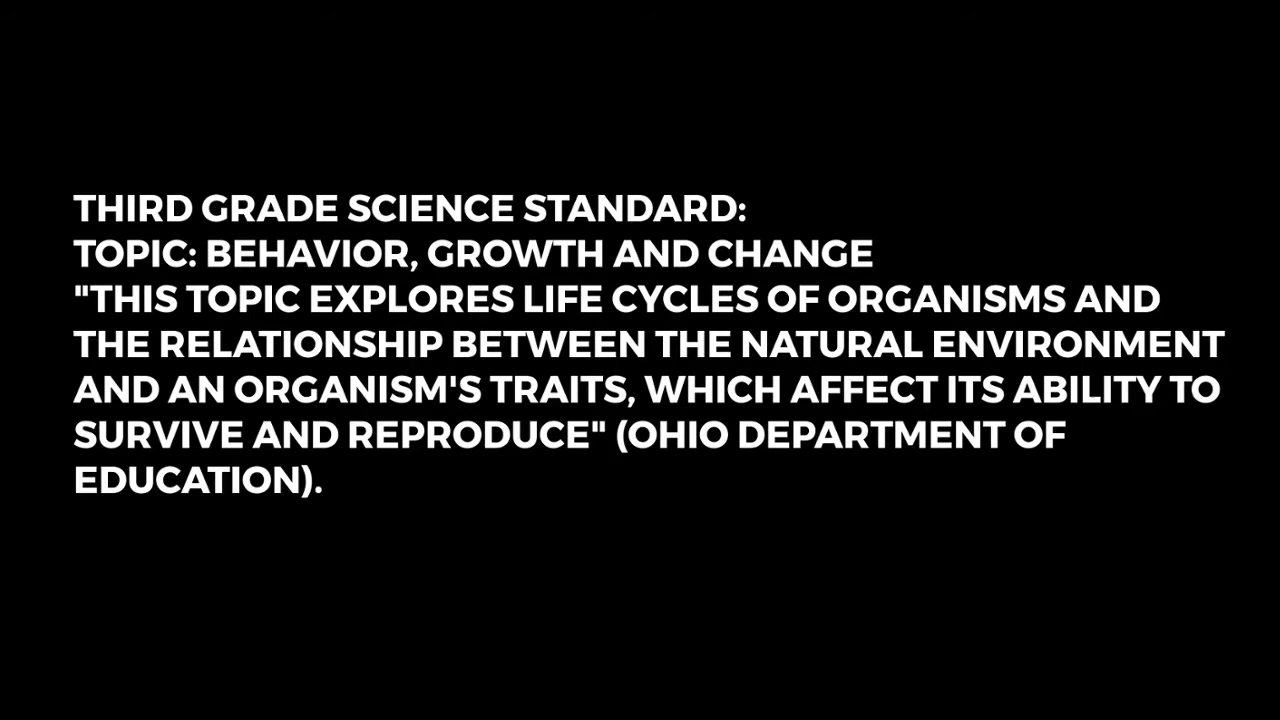 THIRD GRADE SCIENCE STANDARD:
TOPIC: BEHAVIOR, GROWTH AND CHANGE
"THIS TOPIC EXPLORES LIFE CYCLES OF ORGANISMS AND
THE RELATIONSHIP BETWEEN THE NATURAL ENVIRONMENT
AND AN ORGANISM'S TRAITS, WHICH AFFECT ITS ABILITY TO
SURVIVE AND REPRODUCE" (OHIO DEPARTMENT OF
EDUCATION).